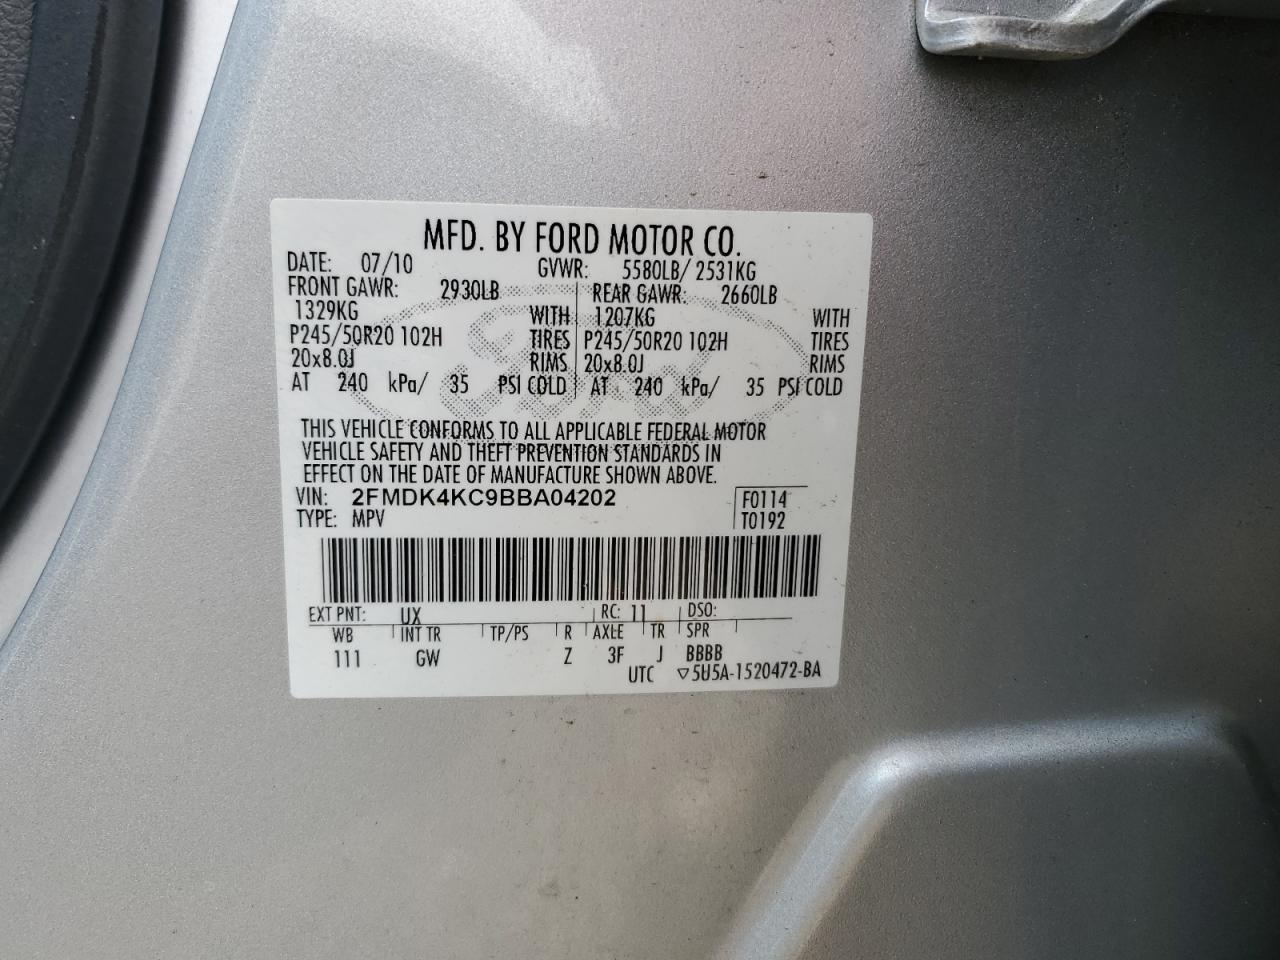 MFD. BY FORD MOTOR CO.
DATE: 07/10 GVWR: 5580LB/ 2531KG
FRONT GAWR: 2930LB REAR GAWR: 2660LB
1329KG WITH 1207KG WITH
P245/50R20 102H TIRES P245/50R20 102H TIRES
20x8.0J RIMS 20x8.0J RIMS
AT 240 kPa/ 35 PSI COLD AT 240 kPa/ 35 PSI COLD
THIS VEHICLE CONFORMS TO ALL APPLICABLE FEDERAL MOTOR
VEHICLE SAFETY AND THEFT PREVENTION STANDARDS IN
EFFECT ON THE DATE OF MANUFACTURE SHOWN ABOVE.
VIN: 2FMDK4KC9BBA04202 F0114
TYPE: MPV T0192
EXT PNT: UX RC: 11 DSO:
WB INT TR TP/PS R AXLE TR SPR
111 GW Z 3F J BBBB
UTC ▽5U5A-1520472-BA